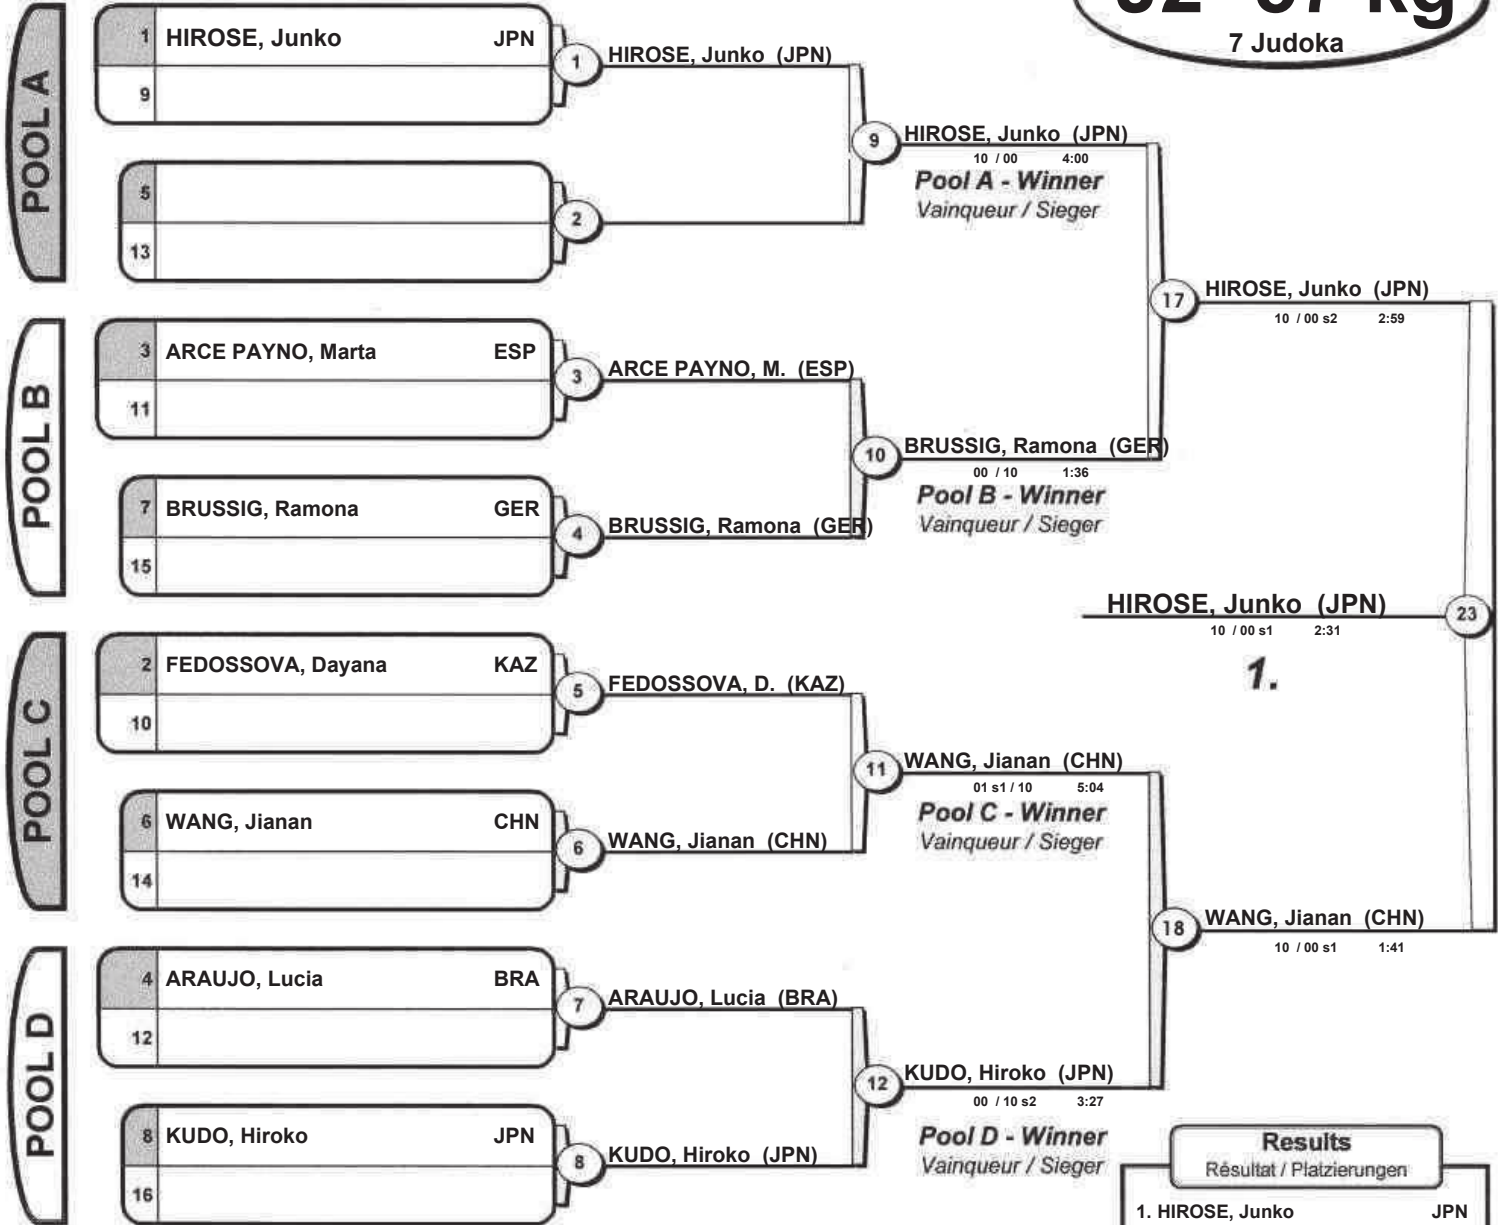 52 -57 kg
7 Judoka
POOL A
1 HIROSE, Junko JPN
9
5
13
1 HIROSE, Junko (JPN)
2
9 HIROSE, Junko (JPN)
10 / 00 4:00
Pool A - Winner
Vainqueur / Sieger
17 HIROSE, Junko (JPN)
10 / 00 s2 2:59
POOL B
3 ARCE PAYNO, Marta ESP
11
7 BRUSSIG, Ramona GER
15
3 ARCE PAYNO, M. (ESP)
4 BRUSSIG, Ramona (GER)
10 BRUSSIG, Ramona (GER)
00 / 10 1:36
Pool B - Winner
Vainqueur / Sieger
HIROSE, Junko (JPN) 23
10 / 00 s1 2:31
1.
POOL C
2 FEDOSSOVA, Dayana KAZ
10
6 WANG, Jianan CHN
14
5 FEDOSSOVA, D. (KAZ)
6 WANG, Jianan (CHN)
11 WANG, Jianan (CHN)
01 s1 / 10 5:04
Pool C - Winner
Vainqueur / Sieger
18 WANG, Jianan (CHN)
10 / 00 s1 1:41
POOL D
4 ARAUJO, Lucia BRA
12
8 KUDO, Hiroko JPN
16
7 ARAUJO, Lucia (BRA)
8 KUDO, Hiroko (JPN)
12 KUDO, Hiroko (JPN)
00 / 10 s2 3:27
Pool D - Winner
Vainqueur / Sieger
Results
Résultat / Platzierungen
1. HIROSE, Junko JPN